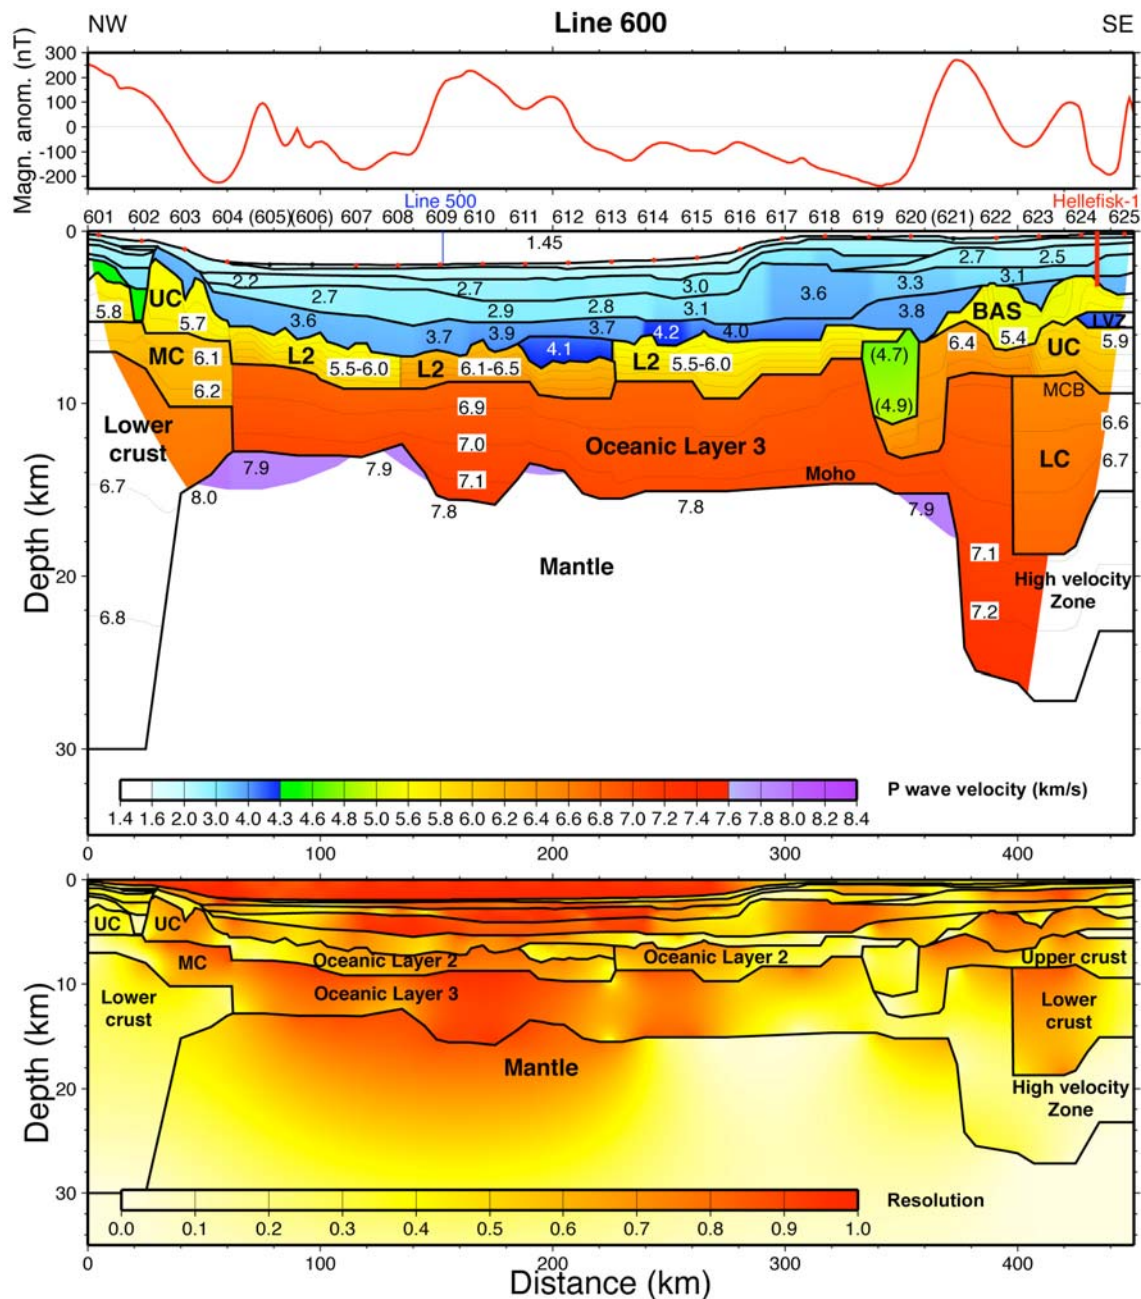 NW Line 600 SE
Magn. anom. (nT)
300
200
100
0
-100
-200
Line 500 Hellefisk-1
601 602 603 604 (605)(606) 607 608 609 610 611 612 613 614 615 616 617 618 619 620 (621) 622 623 624 625
Depth (km)
0
10
20
30
1.45
2.2 2.7 2.7 2.5
2.7 2.7 3.0 3.3 3.1
3.6 2.9 2.8 3.1 3.6 3.8
3.7 3.9 3.7 4.2 4.0
4.1
5.8 UC 5.7
MC 6.1
6.2
L2 5.5-6.0 L2 6.1-6.5 L2 5.5-6.0
(4.7)
(4.9)
BAS
6.4 5.4 UC LVZ
5.9
MCB
Lower
crust
6.9
7.0 Oceanic Layer 3
7.1
Moho
LC 6.6
6.7
6.7 8.0 7.9 7.9 7.8 7.8 7.9
Mantle
7.1
7.2
High velocity
Zone
6.8
1.4 1.6 2.0 3.0 4.0 4.3 4.6 4.8 5.0 5.6 5.8 6.0 6.2 6.4 6.8 7.0 7.2 7.4 7.6 7.8 8.0 8.2 8.4
P wave velocity (km/s)
0 100 200 300 400
Depth (km)
0
10
20
30
UC UC
MC
Oceanic Layer 2 Oceanic Layer 2 Upper crust
Lower
crust
Oceanic Layer 3
Lower
crust
Mantle
High velocity
Zone
0.0 0.1 0.2 0.3 0.4 0.5 0.6 0.7 0.8 0.9 1.0
Resolution
0 100 200 300 400
Distance (km)